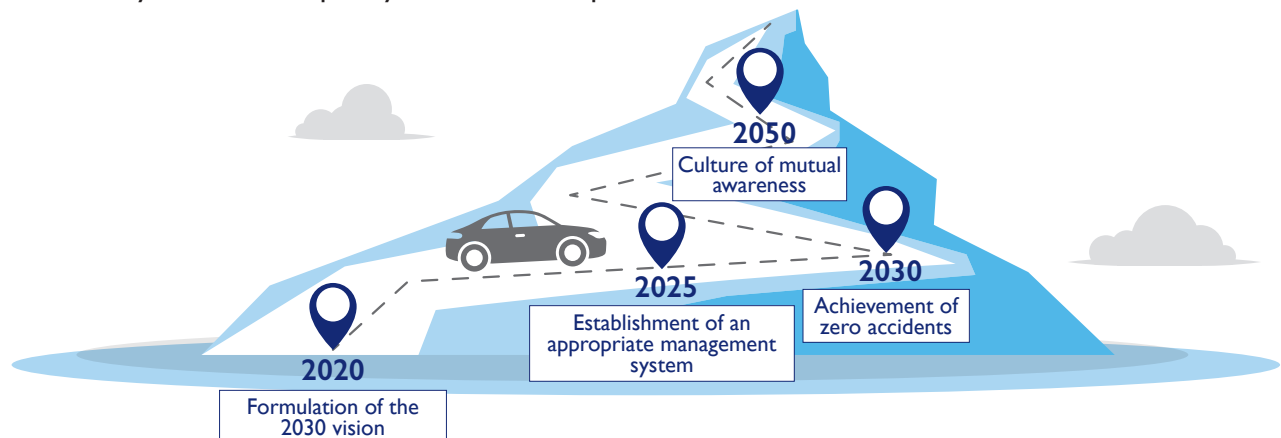 2050
Culture of mutual
awareness
2030
Achievement of
zero accidents
2025
Establishment of an
appropriate management
system
2020
Formulation of the
2030 vision